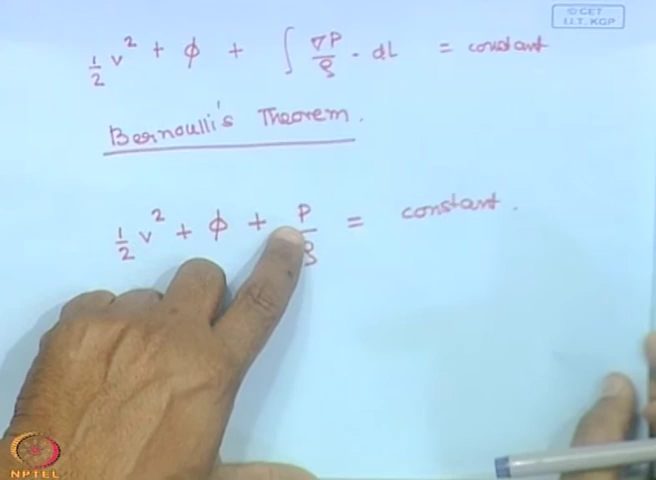 © CET
I.I.T. KGP
1/2 v² + ϕ + ∫ ∇P/ρ · dL = constant
Bernoulli's Theorem.
1/2 v² + ϕ + P/ρ = constant.
NPTEL